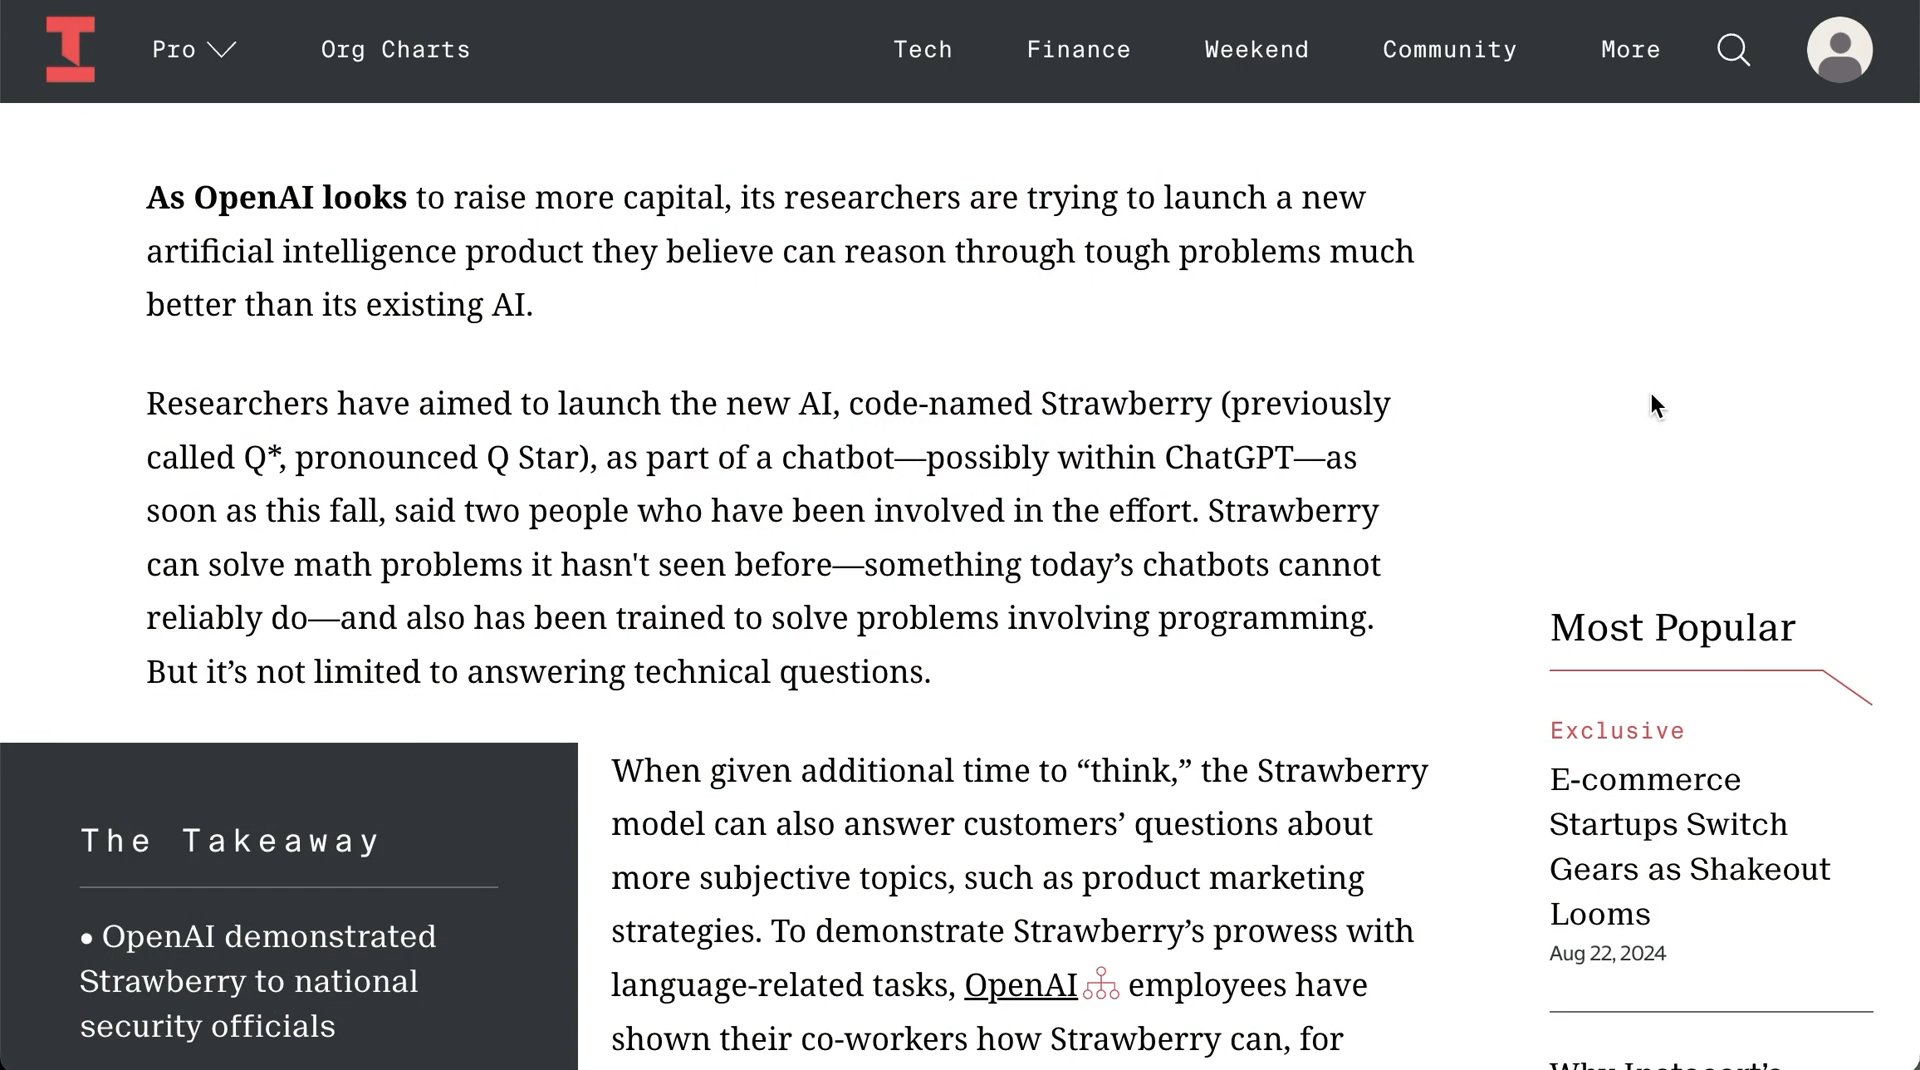 Pro
Org Charts
Tech
Finance
Weekend
Community
More
As OpenAI looks to raise more capital, its researchers are trying to launch a new
artificial intelligence product they believe can reason through tough problems much
better than its existing AI.
Researchers have aimed to launch the new AI, code-named Strawberry (previously
called Q*, pronounced Q Star), as part of a chatbot—possibly within ChatGPT—as
soon as this fall, said two people who have been involved in the effort. Strawberry
can solve math problems it hasn't seen before—something today’s chatbots cannot
reliably do—and also has been trained to solve problems involving programming.
But it’s not limited to answering technical questions.
The Takeaway
• OpenAI demonstrated
Strawberry to national
security officials
When given additional time to “think,” the Strawberry
model can also answer customers’ questions about
more subjective topics, such as product marketing
strategies. To demonstrate Strawberry’s prowess with
language-related tasks, OpenAI employees have
shown their co-workers how Strawberry can, for
Most Popular
Exclusive
E-commerce
Startups Switch
Gears as Shakeout
Looms
Aug 22, 2024
Why Instacart’s